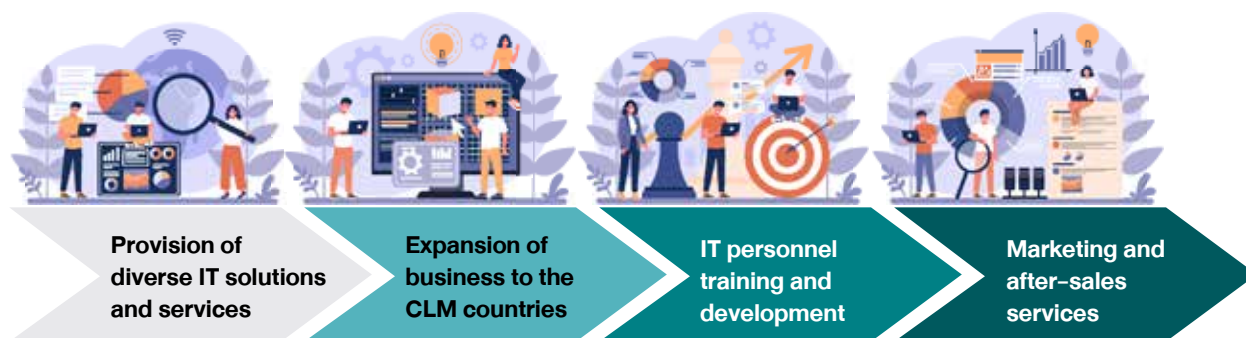 Provision of
diverse IT solutions
and services
Expansion of
business to the
CLM countries
IT personnel
training and
development
Marketing and
after-sales
services